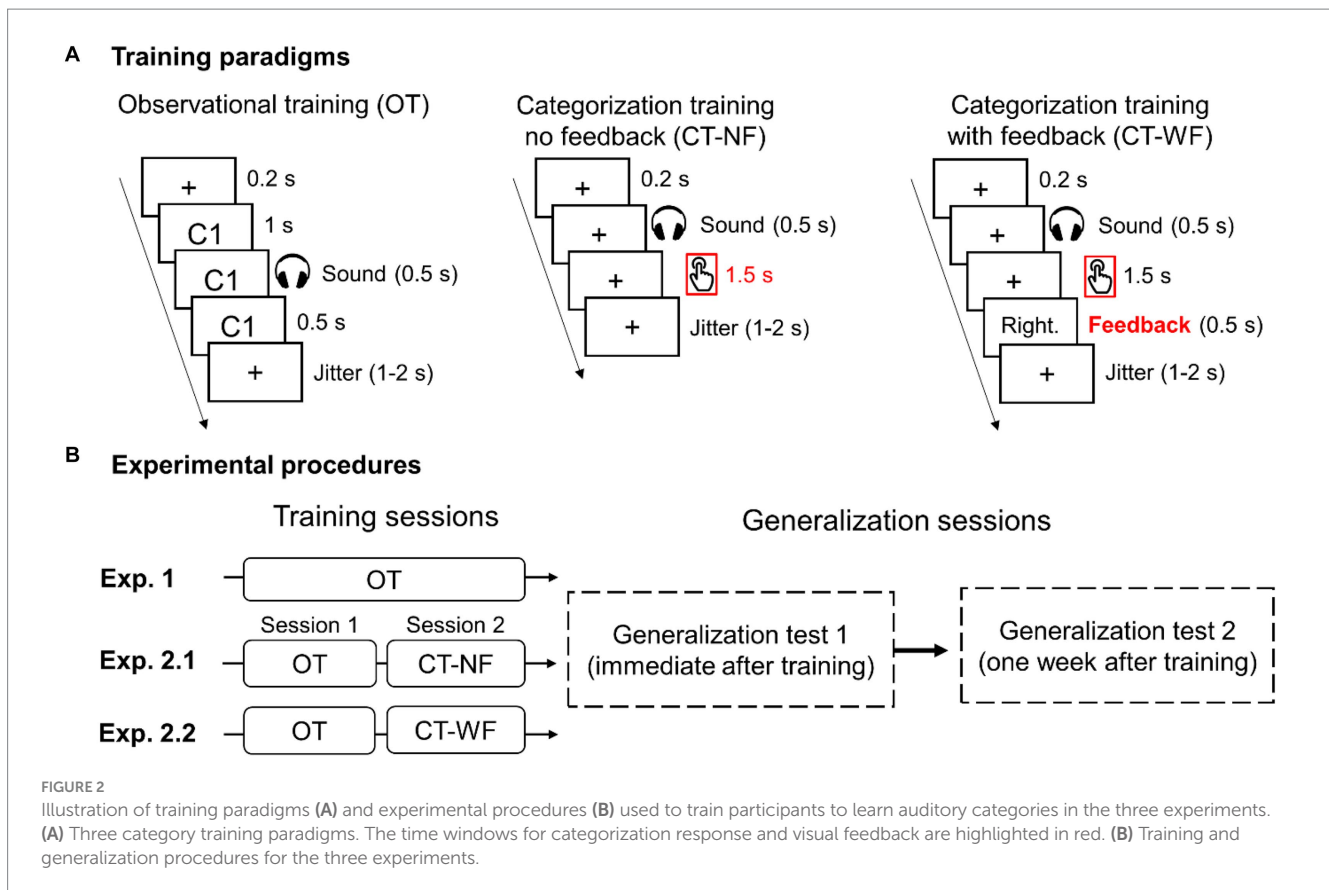 A Training paradigms
Observational training (OT)
+ 0.2 s
C1 1 s
C1 Sound (0.5 s)
C1 0.5 s
+ Jitter (1-2 s)
Categorization training
no feedback (CT-NF)
+ 0.2 s
+ Sound (0.5 s)
+ 1.5 s
+ Jitter (1-2 s)
Categorization training
with feedback (CT-WF)
+ 0.2 s
+ Sound (0.5 s)
+ 1.5 s
Right. Feedback (0.5 s)
+ Jitter (1-2 s)
B Experimental procedures
Training sessions
Generalization sessions
Exp. 1 OT
Session 1 Session 2
Exp. 2.1 OT CT-NF
Exp. 2.2 OT CT-WF
Generalization test 1
(immediate after training)
Generalization test 2
(one week after training)
FIGURE 2
Illustration of training paradigms (A) and experimental procedures (B) used to train participants to learn auditory categories in the three experiments.
(A) Three category training paradigms. The time windows for categorization response and visual feedback are highlighted in red. (B) Training and
generalization procedures for the three experiments.